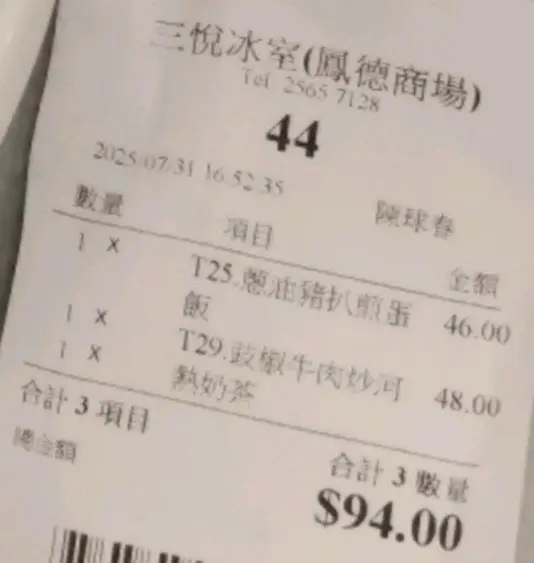 三悅冰室(鳳德商場)
Tel 2565 7128
44
2025/07/31 16:52:35 陳球春
數量 項目 金額
1 X T25.蔥油豬扒煎蛋飯 46.00
1 X T29.豉椒牛肉炒河 48.00
1 X 熱奶茶
合計 3 項目 合計 3 數量
總金額 $94.00